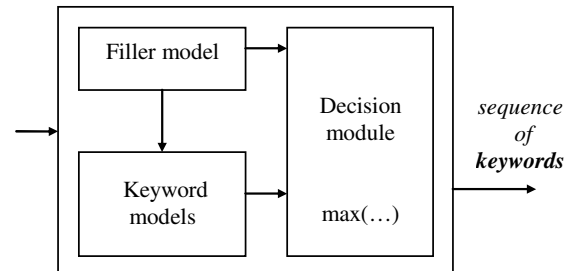 Filler model
Decision
module
sequence
of
keywords
Keyword
models
max(…)